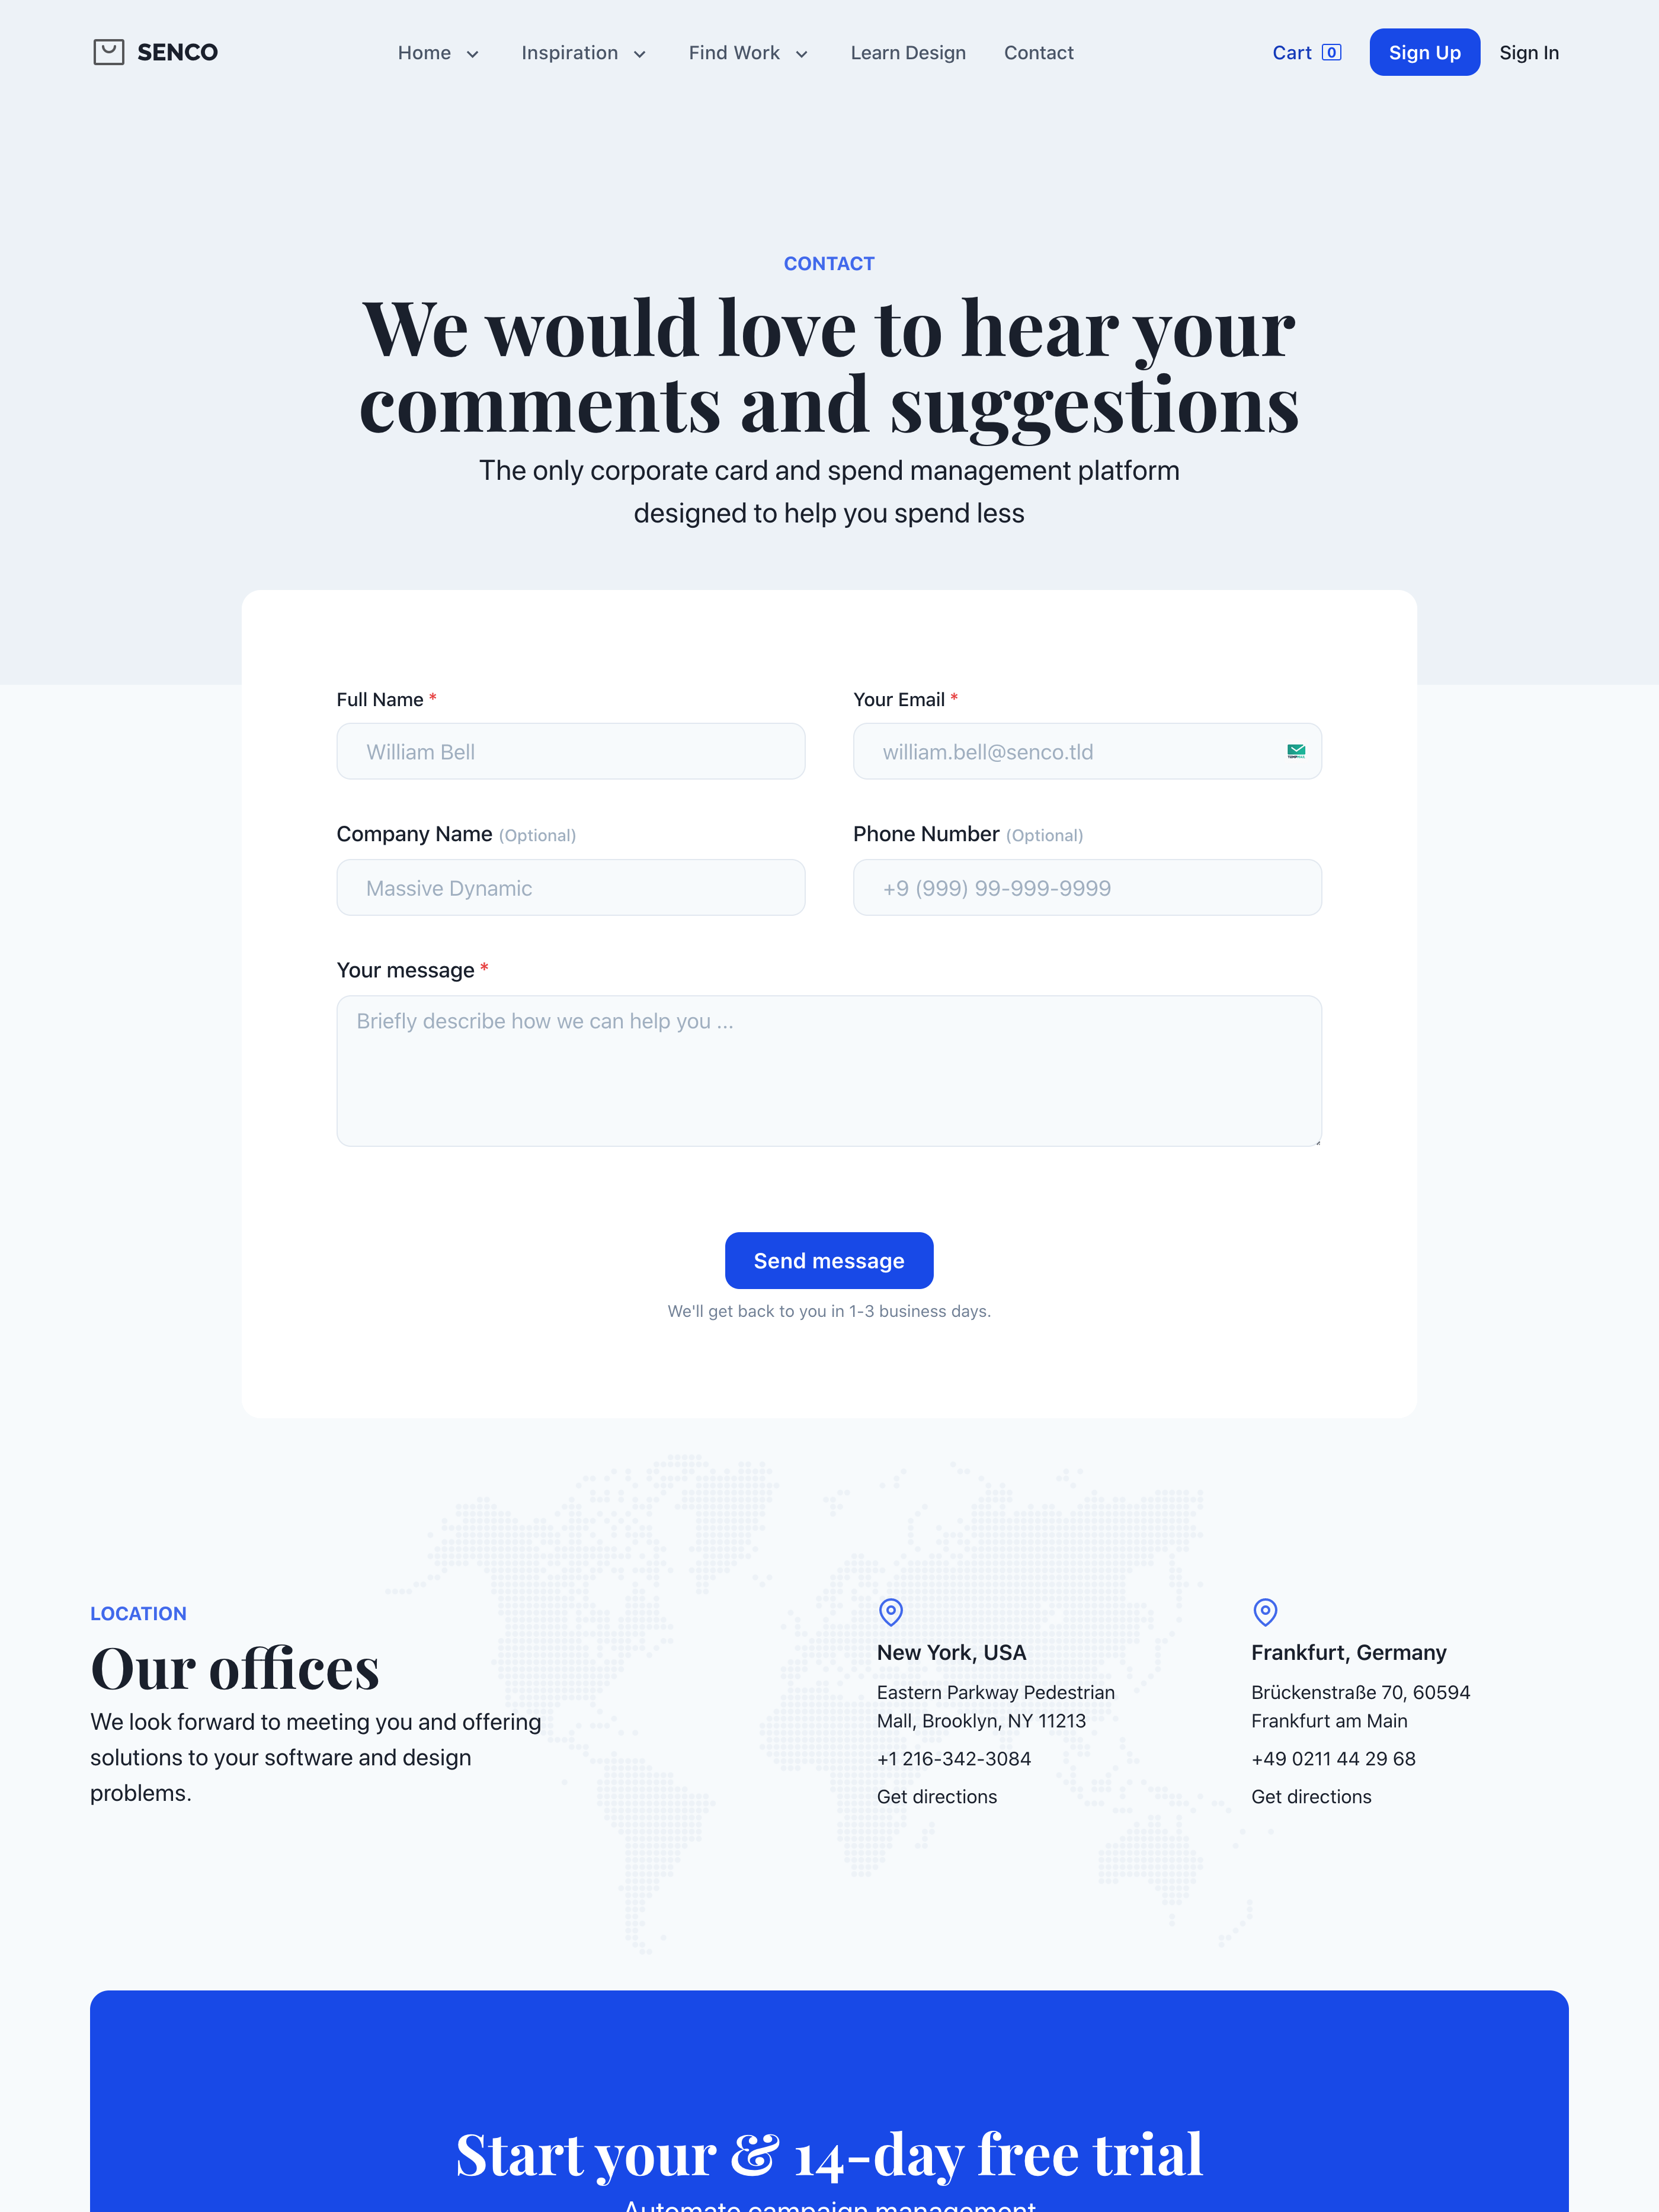 SENCO
Home
Inspiration
Find Work
Learn Design
Contact
Cart 0
Sign Up
Sign In
CONTACT
We would love to hear your
comments and suggestions
The only corporate card and spend management platform
designed to help you spend less
Full Name *
William Bell
Your Email *
william.bell@senco.tld
Company Name (Optional)
Massive Dynamic
Phone Number (Optional)
+9 (999) 99-999-9999
Your message *
Briefly describe how we can help you ...
Send message
We'll get back to you in 1-3 business days.
LOCATION
Our offices
We look forward to meeting you and offering
solutions to your software and design
problems.
New York, USA
Eastern Parkway Pedestrian
Mall, Brooklyn, NY 11213
+1 216-342-3084
Get directions
Frankfurt, Germany
Brückenstraße 70, 60594
Frankfurt am Main
+49 0211 44 29 68
Get directions
Start your & 14-day free trial
Automate campaign management